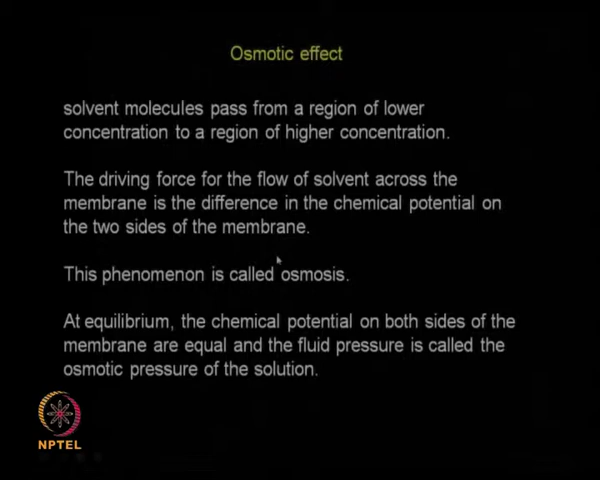 Osmotic effect
solvent molecules pass from a region of lower
concentration to a region of higher concentration.
The driving force for the flow of solvent across the
membrane is the difference in the chemical potential on
the two sides of the membrane.
This phenomenon is called osmosis.
At equilibrium, the chemical potential on both sides of the
membrane are equal and the fluid pressure is called the
osmotic pressure of the solution.
NPTEL